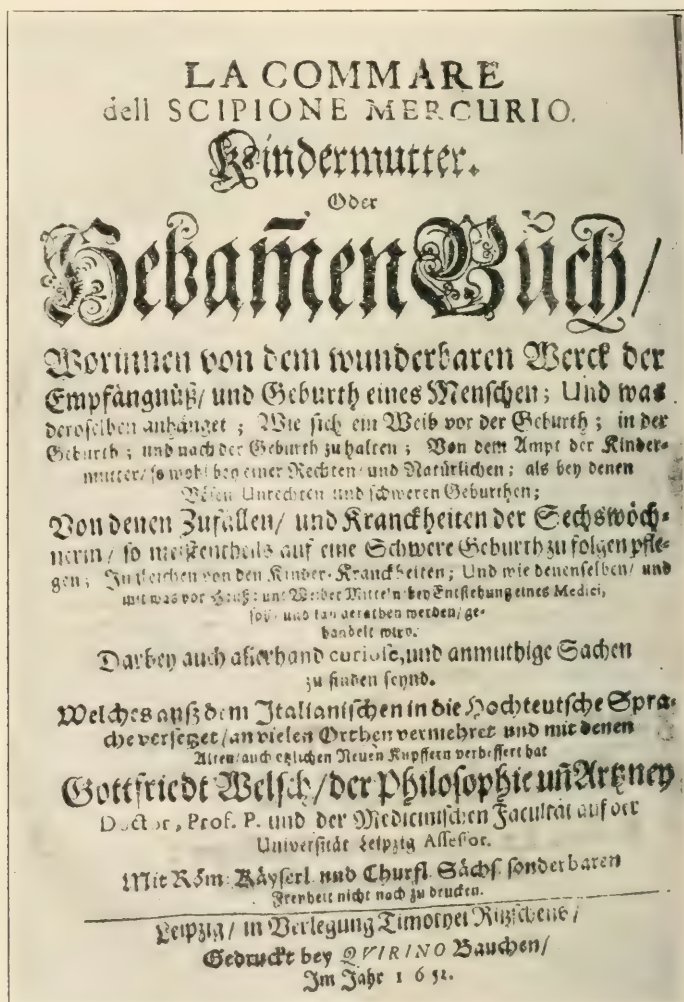 LA COMMARE
dell SCIPIONE MERCURIO.
Kindermutter.
Oder
Hebam̃en Bůch/
Worinnen von dem wunderbaren Werck der
Empfängnüß/ und Geburth eines Menschen; Und was
deroselben anhänget; Wie sich ein Weib vor der Geburth; in der
Geburth; und nach der Geburth zu halten; Von dem Ampt der Kinder-
mutter/ so wohl bey einer Rechten und Natürlichen; als bey denen
Bösen Unrechten und schweren Geburthen;
Von denen Zufällen/ und Kranckheiten der Sechswöch-
nerin/ so meistentheils auf eine Schwere Geburth zu folgen pfle-
gen; Ingleichen von den Kinder-Kranckheiten; Und wie denenselben/ und
mit was vor Hauß: und Weiber Mitteln bey Entstehung eines Medici,
soll und kan gerathen werden/ ge-
handelt wird.
Darbey auch allerhand curiose, und anmuthige Sachen
zu finden seynd.
Welches auß dem Italianischen in die Hochteutsche Spra-
che versetzet/ an vielen Orthen vermehret und mit denen
Alten/ auch etzlichen Neuen Kupffern verbessert hat
Gottfriedt Welsch/ der Philosophie uñ Artzney
Doctor, Prof. P. und der Medicinischen Facultät auf der
Universität Leipzig Assessor.
Mit Röm: Käyserl. und Churfl. Sächs. sonderbaren
Freyheit nicht nach zu drucken.
Leipzig/ in Verlegung Timothei Ritzschens/
Gedruckt bey QVIRINO Bauchen/
Im Jahr 1652.